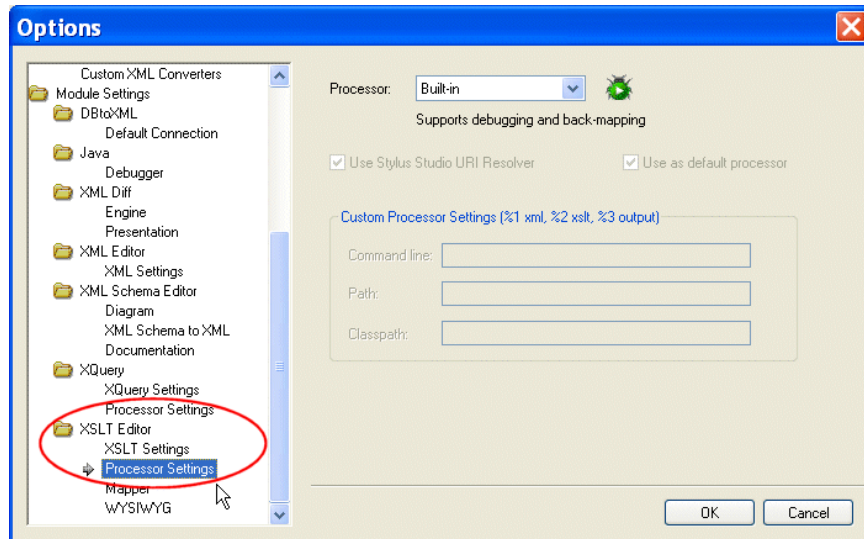 Options
Custom XML Converters
Module Settings
DBtoXML
Default Connection
Java
Debugger
XML Diff
Engine
Presentation
XML Editor
XML Settings
XML Schema Editor
Diagram
XML Schema to XML
Documentation
XQuery
XQuery Settings
Processor Settings
XSLT Editor
XSLT Settings
Processor Settings
Mapper
WYSIWYG
Processor: Built-in
Supports debugging and back-mapping
Use Stylus Studio URI Resolver Use as default processor
Custom Processor Settings (%1 xml, %2 xslt, %3 output)
Command line:
Path:
Classpath:
OK Cancel